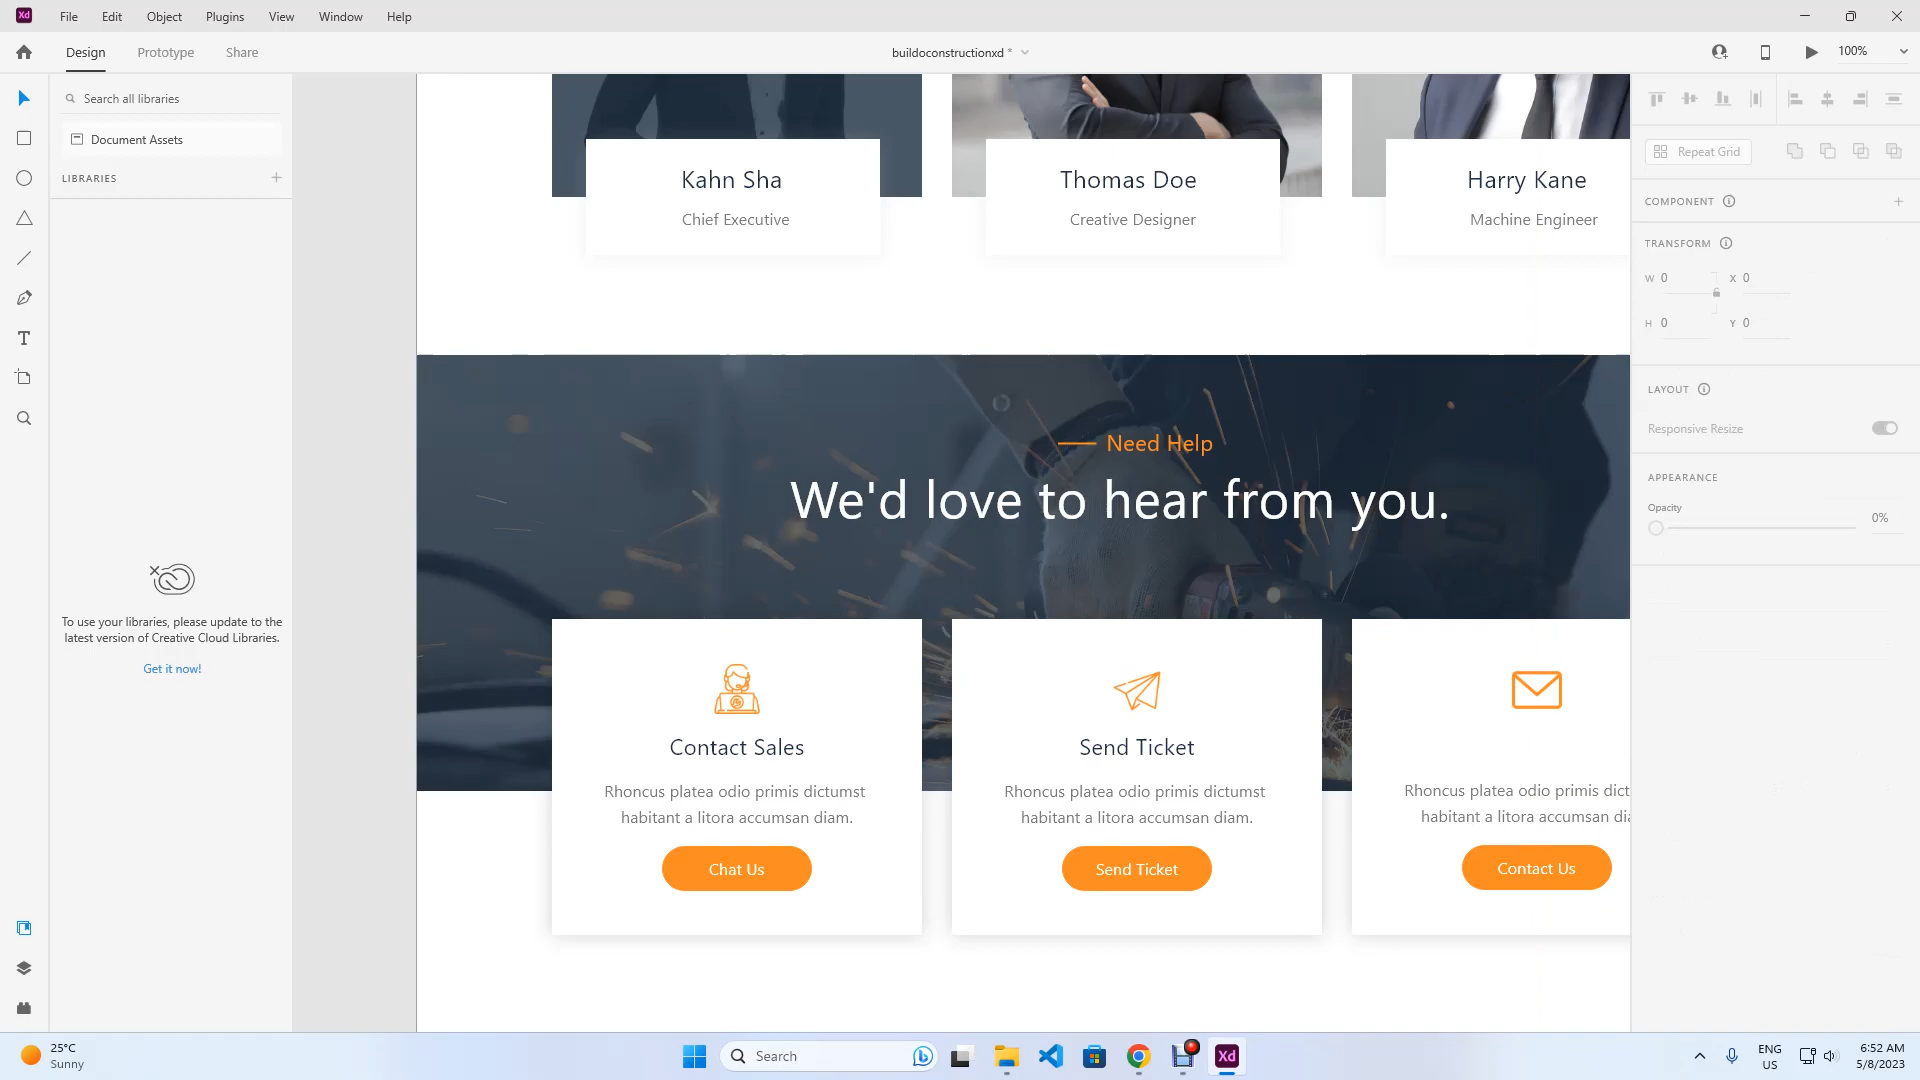 Xd File Edit Object Plugins View Window Help
Design Prototype Share buildoconstructionxd * 100%
Search all libraries
Document Assets
LIBRARIES
To use your libraries, please update to the
latest version of Creative Cloud Libraries.
Get it now!
Kahn Sha
Chief Executive
Thomas Doe
Creative Designer
Harry Kane
Machine Engineer
Need Help
We'd love to hear from you.
Contact Sales
Rhoncus platea odio primis dictumst
habitant a litora accumsan diam.
Chat Us
Send Ticket
Rhoncus platea odio primis dictumst
habitant a litora accumsan diam.
Send Ticket
Rhoncus platea odio primis dict
habitant a litora accumsan dia
Contact Us
Repeat Grid
COMPONENT
TRANSFORM
W 0 X 0
H 0 Y 0
LAYOUT
Responsive Resize
APPEARANCE
Opacity
0%
25°C
Sunny
Search
Xd
ENG
US
6:52 AM
5/8/2023